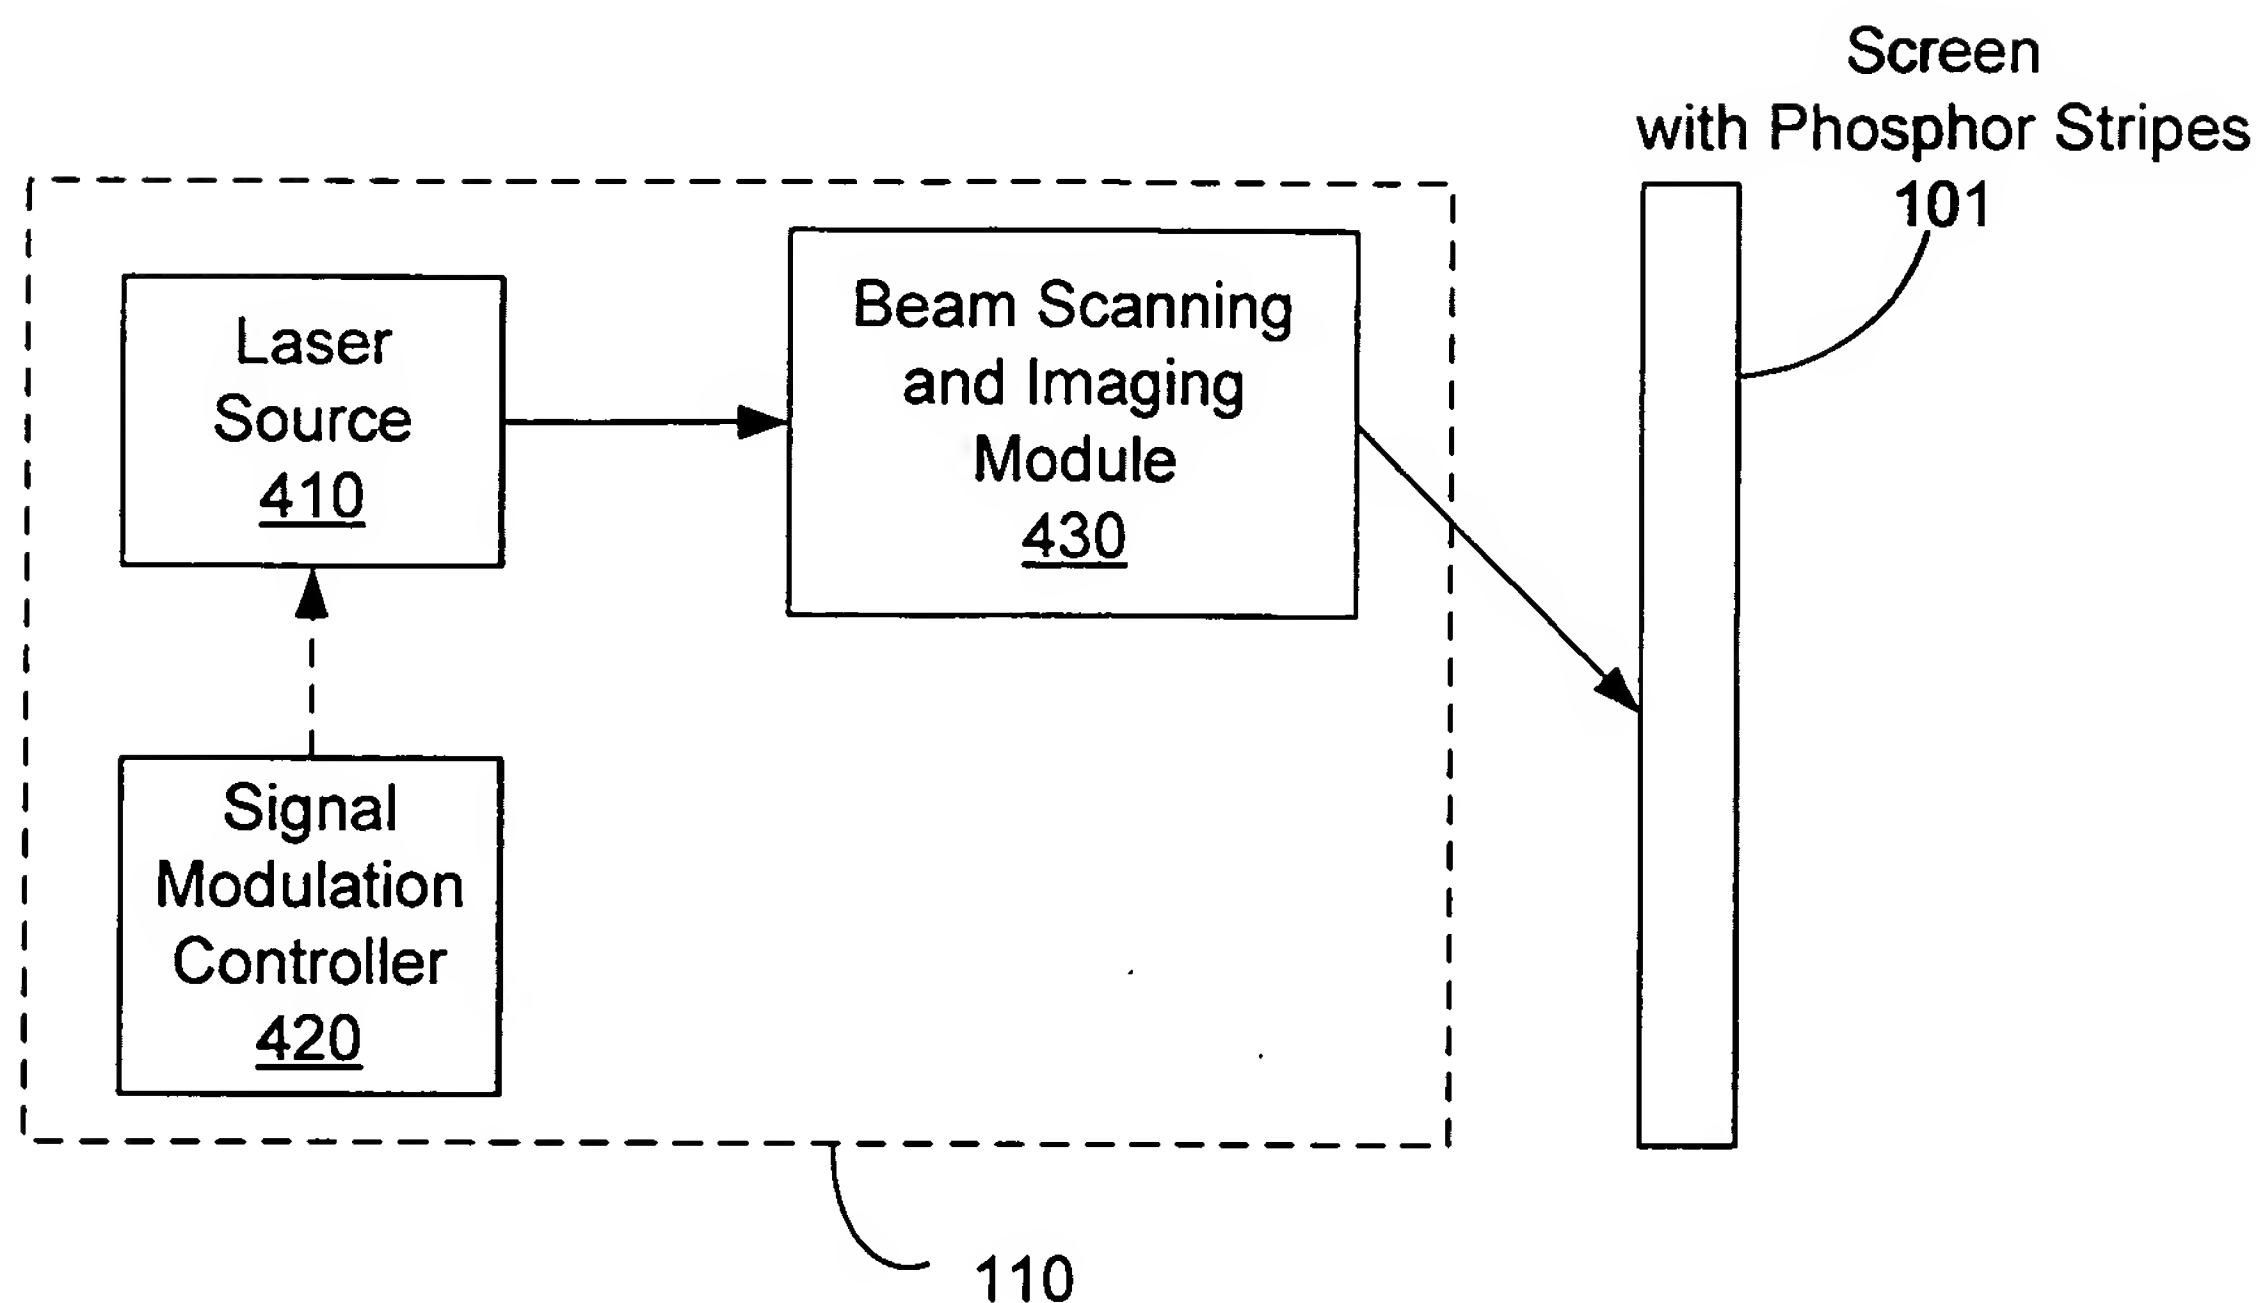 Screen
with Phosphor Stripes
101
Laser
Source
410
Beam Scanning
and Imaging
Module
430
Signal
Modulation
Controller
420
110